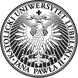 KATOLICKI UNIWERSYTET LUBELSKI
JANA PAWŁA II